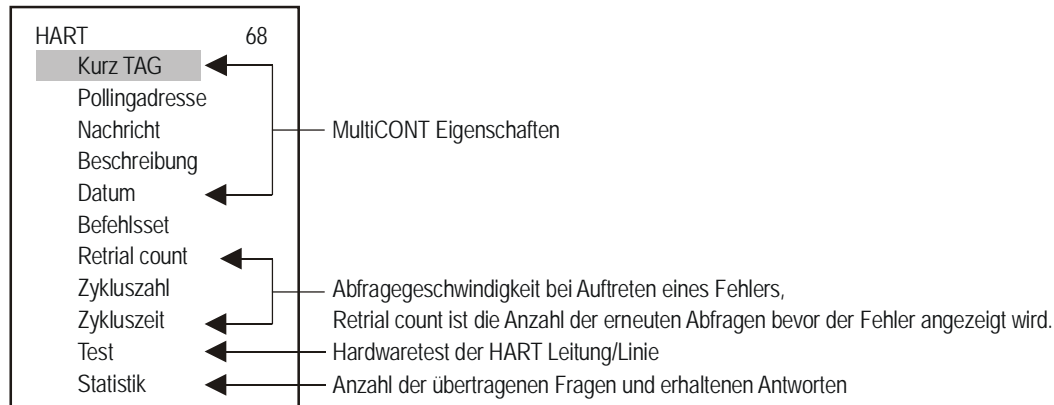 HART 68
Kurz TAG
Pollingadresse
Nachricht
MultiCONT Eigenschaften
Beschreibung
Datum
Befehlsset
Retrial count
Zykluszahl
Abfragegeschwindigkeit bei Auftreten eines Fehlers,
Zykluszeit
Retrial count ist die Anzahl der erneuten Abfragen bevor der Fehler angezeigt wird.
Test
Hardwaretest der HART Leitung/Linie
Statistik
Anzahl der übertragenen Fragen und erhaltenen Antworten